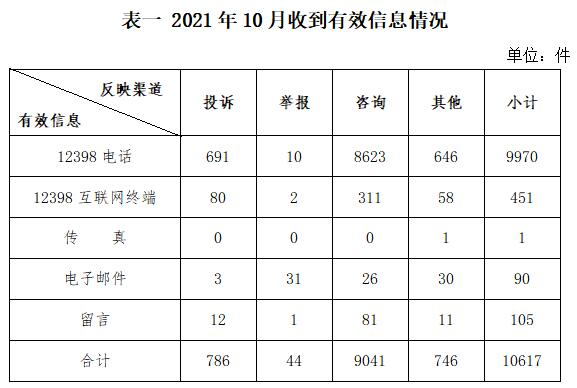 表一 2021 年 10 月收到有效信息情况
单位：件
反映渠道
有效信息
投诉 举报 咨询 其他 小计
12398 电话 691 10 8623 646 9970
12398 互联网终端 80 2 311 58 451
传 真 0 0 0 1 1
电子邮件 3 31 26 30 90
留言 12 1 81 11 105
合计 786 44 9041 746 10617